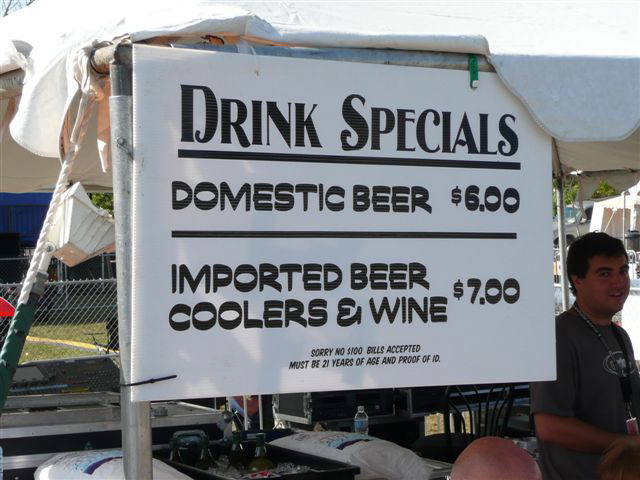 DRINK SPECIALS
DOMESTIC BEER $6.00
IMPORTED BEER
COOLERS & WINE $7.00
SORRY NO $100 BILLS ACCEPTED
MUST BE 21 YEARS OF AGE AND PROOF OF ID.